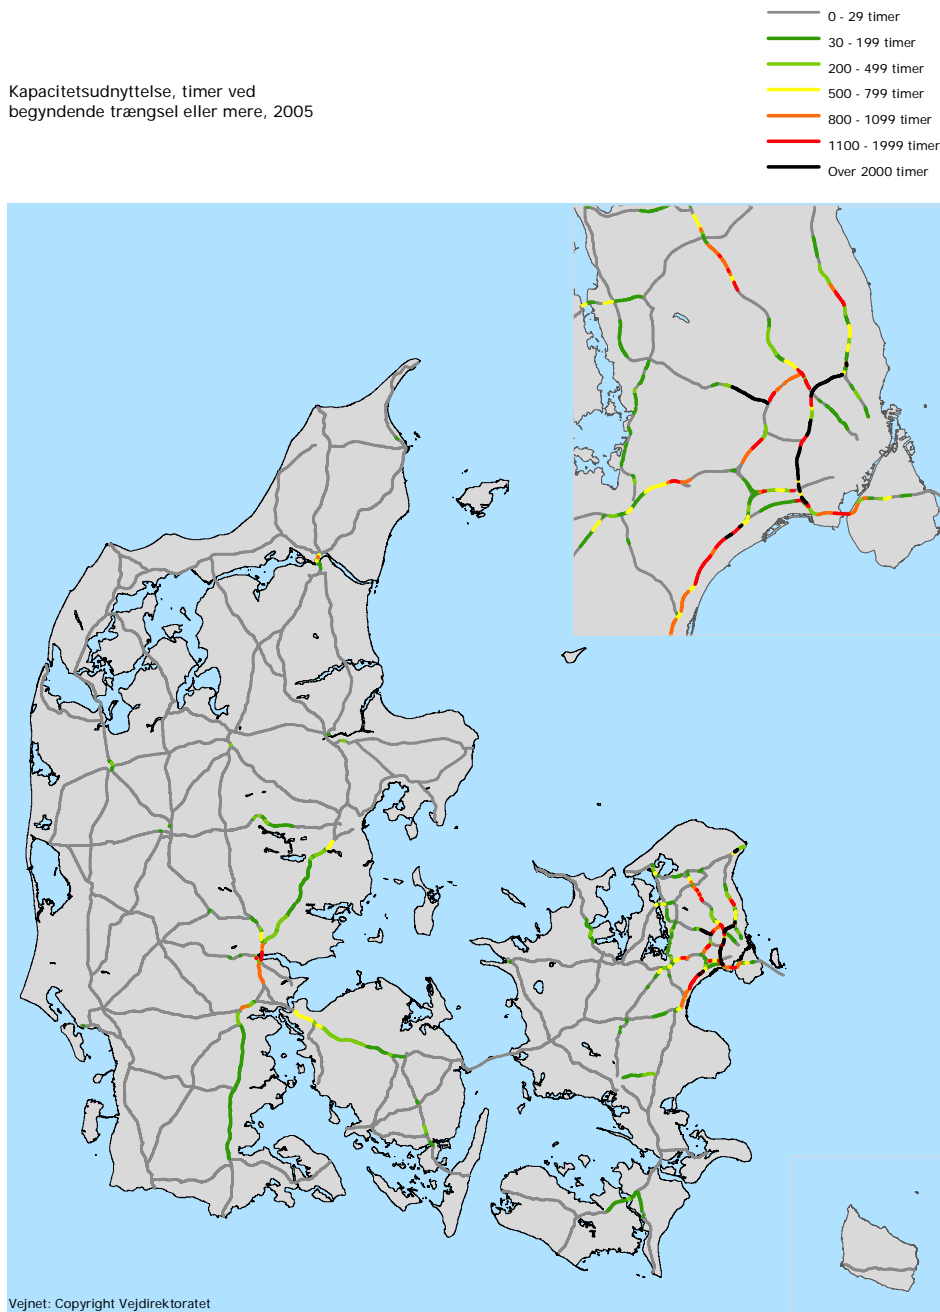 0 - 29 timer
30 - 199 timer
200 - 499 timer
500 - 799 timer
800 - 1099 timer
1100 - 1999 timer
Over 2000 timer
Kapacitetsudnyttelse, timer ved
begyndende trængsel eller mere, 2005
Vejnet: Copyright Vejdirektoratet